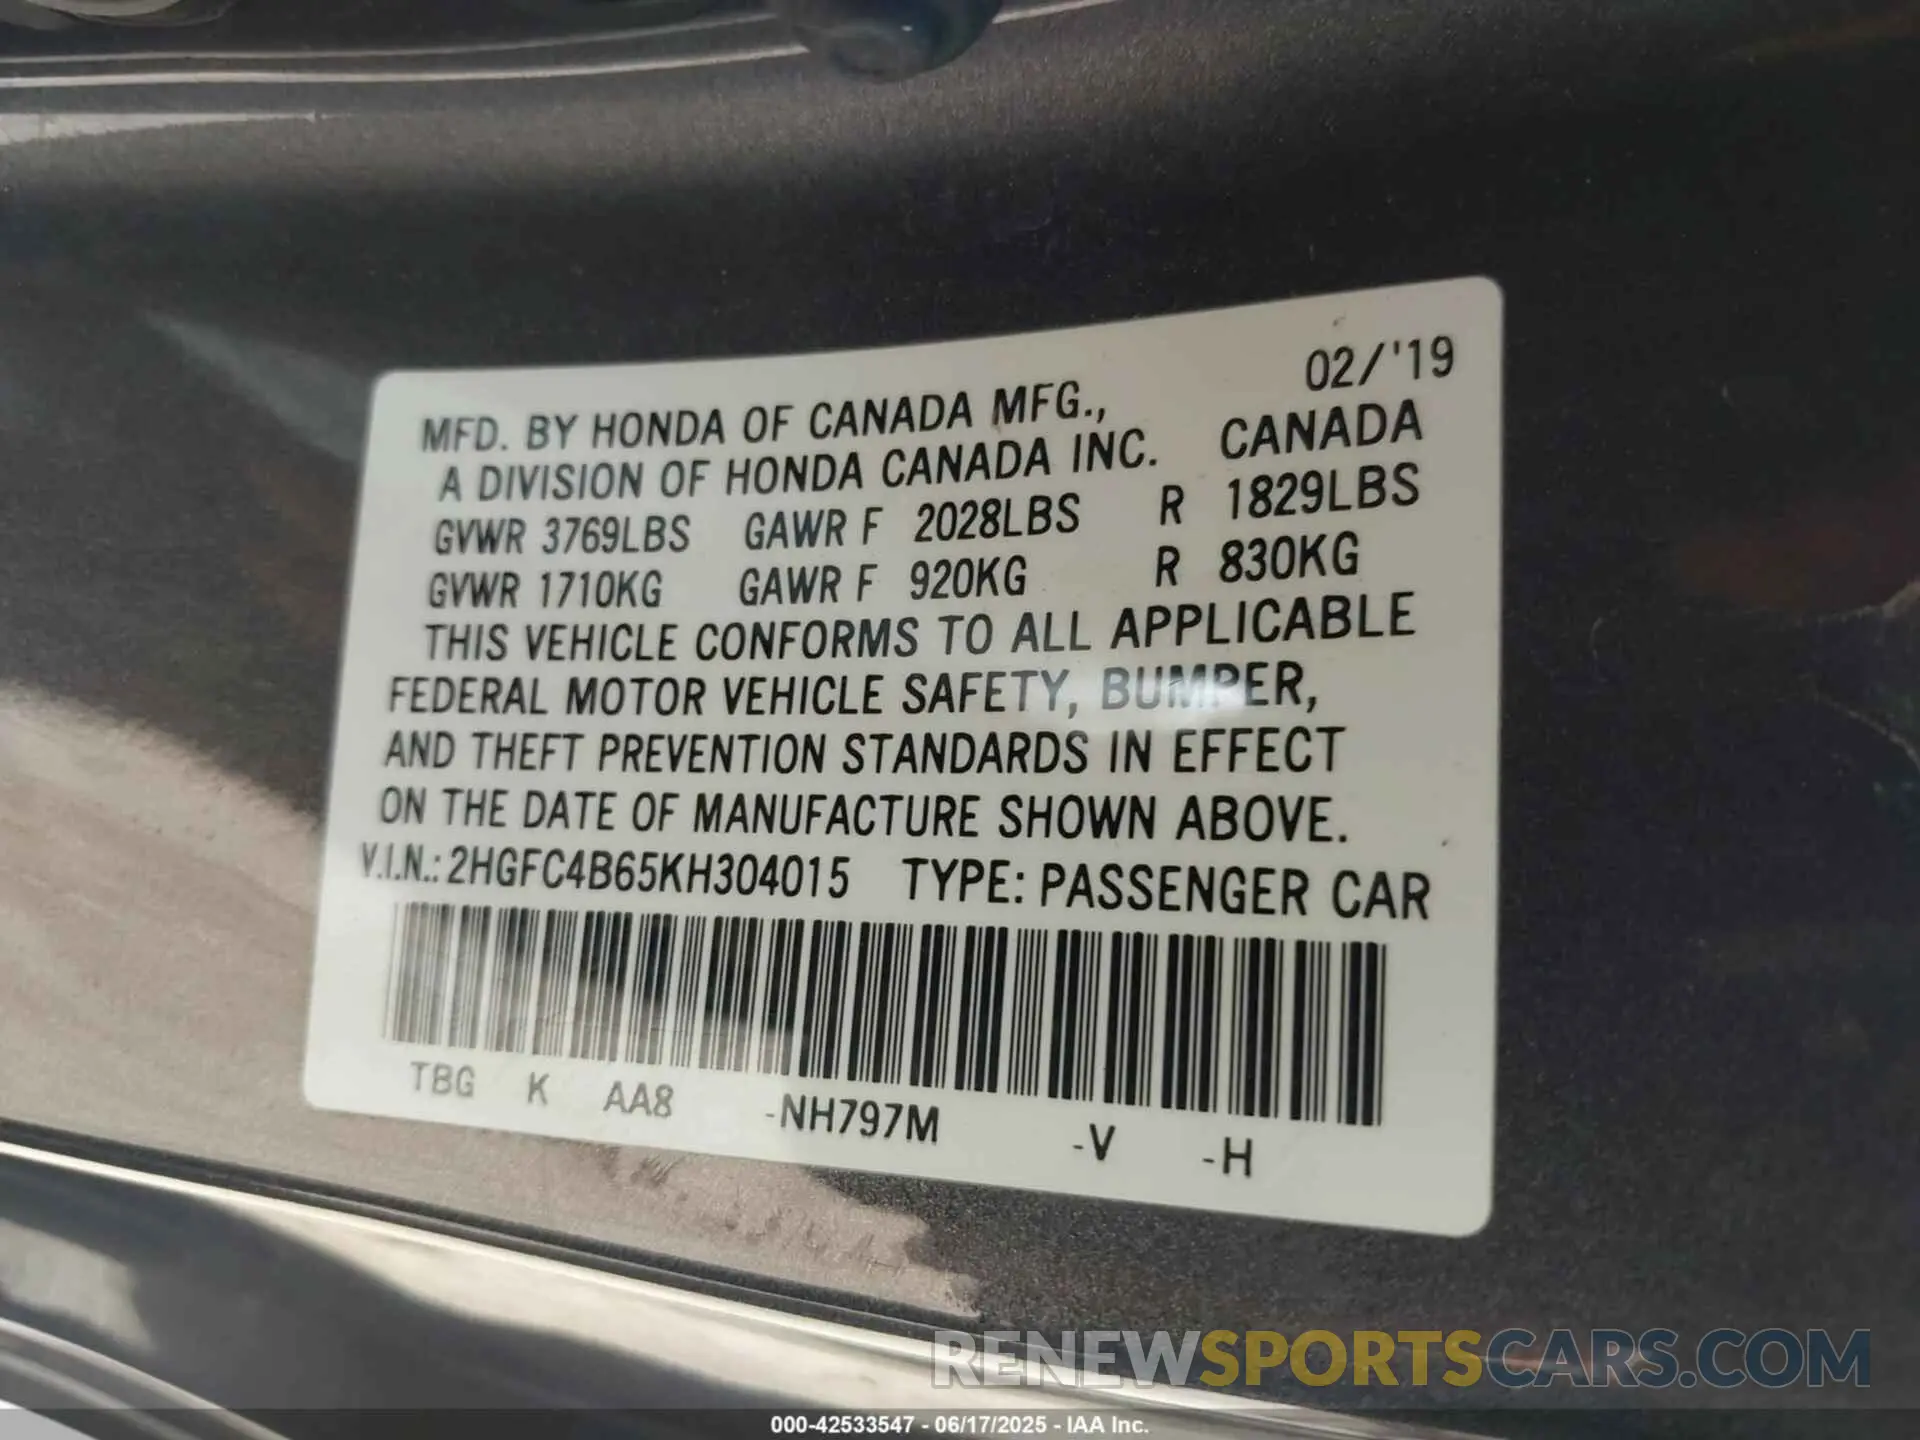 02/'19
MFD. BY HONDA OF CANADA MFG.,
A DIVISION OF HONDA CANADA INC. CANADA
GVWR 3769LBS GAWR F 2028LBS R 1829LBS
GVWR 1710KG GAWR F 920KG R 830KG
THIS VEHICLE CONFORMS TO ALL APPLICABLE
FEDERAL MOTOR VEHICLE SAFETY, BUMPER,
AND THEFT PREVENTION STANDARDS IN EFFECT
ON THE DATE OF MANUFACTURE SHOWN ABOVE.
V.I.N.: 2HGFC4B65KH304015 TYPE: PASSENGER CAR
TBG K AA8 -NH797M -V -H
RENEWSPORTSCARS.COM
000-42533547 - 06/17/2025 - IAA Inc.